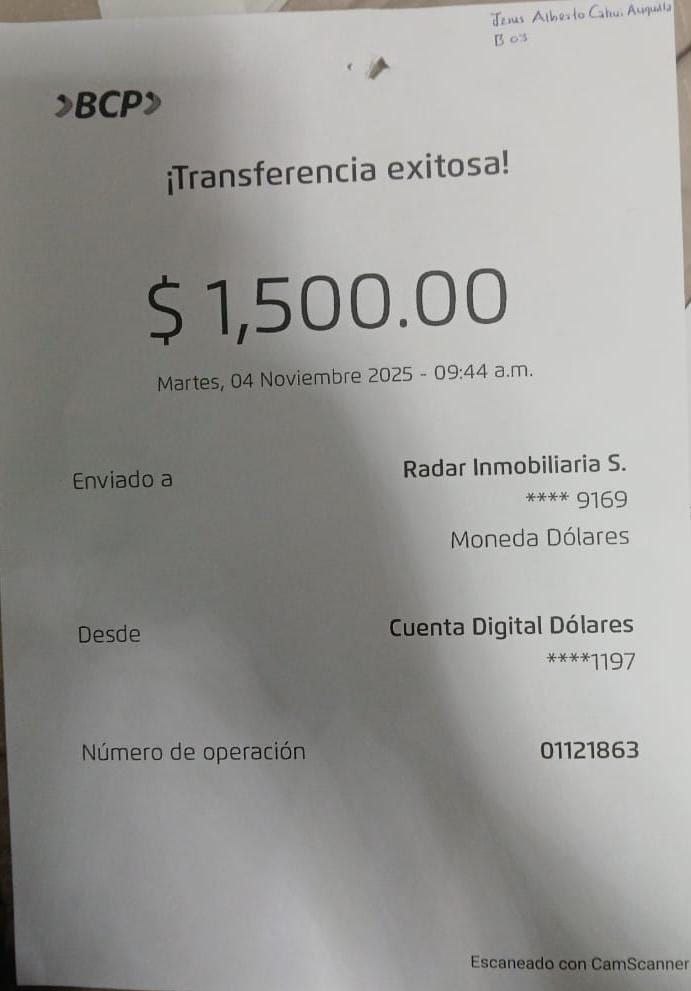 Jesus Alberto Cahui Auqualla
B 03
BCP
¡Transferencia exitosa!
$ 1,500.00
Martes, 04 Noviembre 2025 - 09:44 a.m.
Enviado a
Radar Inmobiliaria S.
**** 9169
Moneda Dólares
Desde
Cuenta Digital Dólares
****1197
Número de operación
01121863
Escaneado con CamScanner